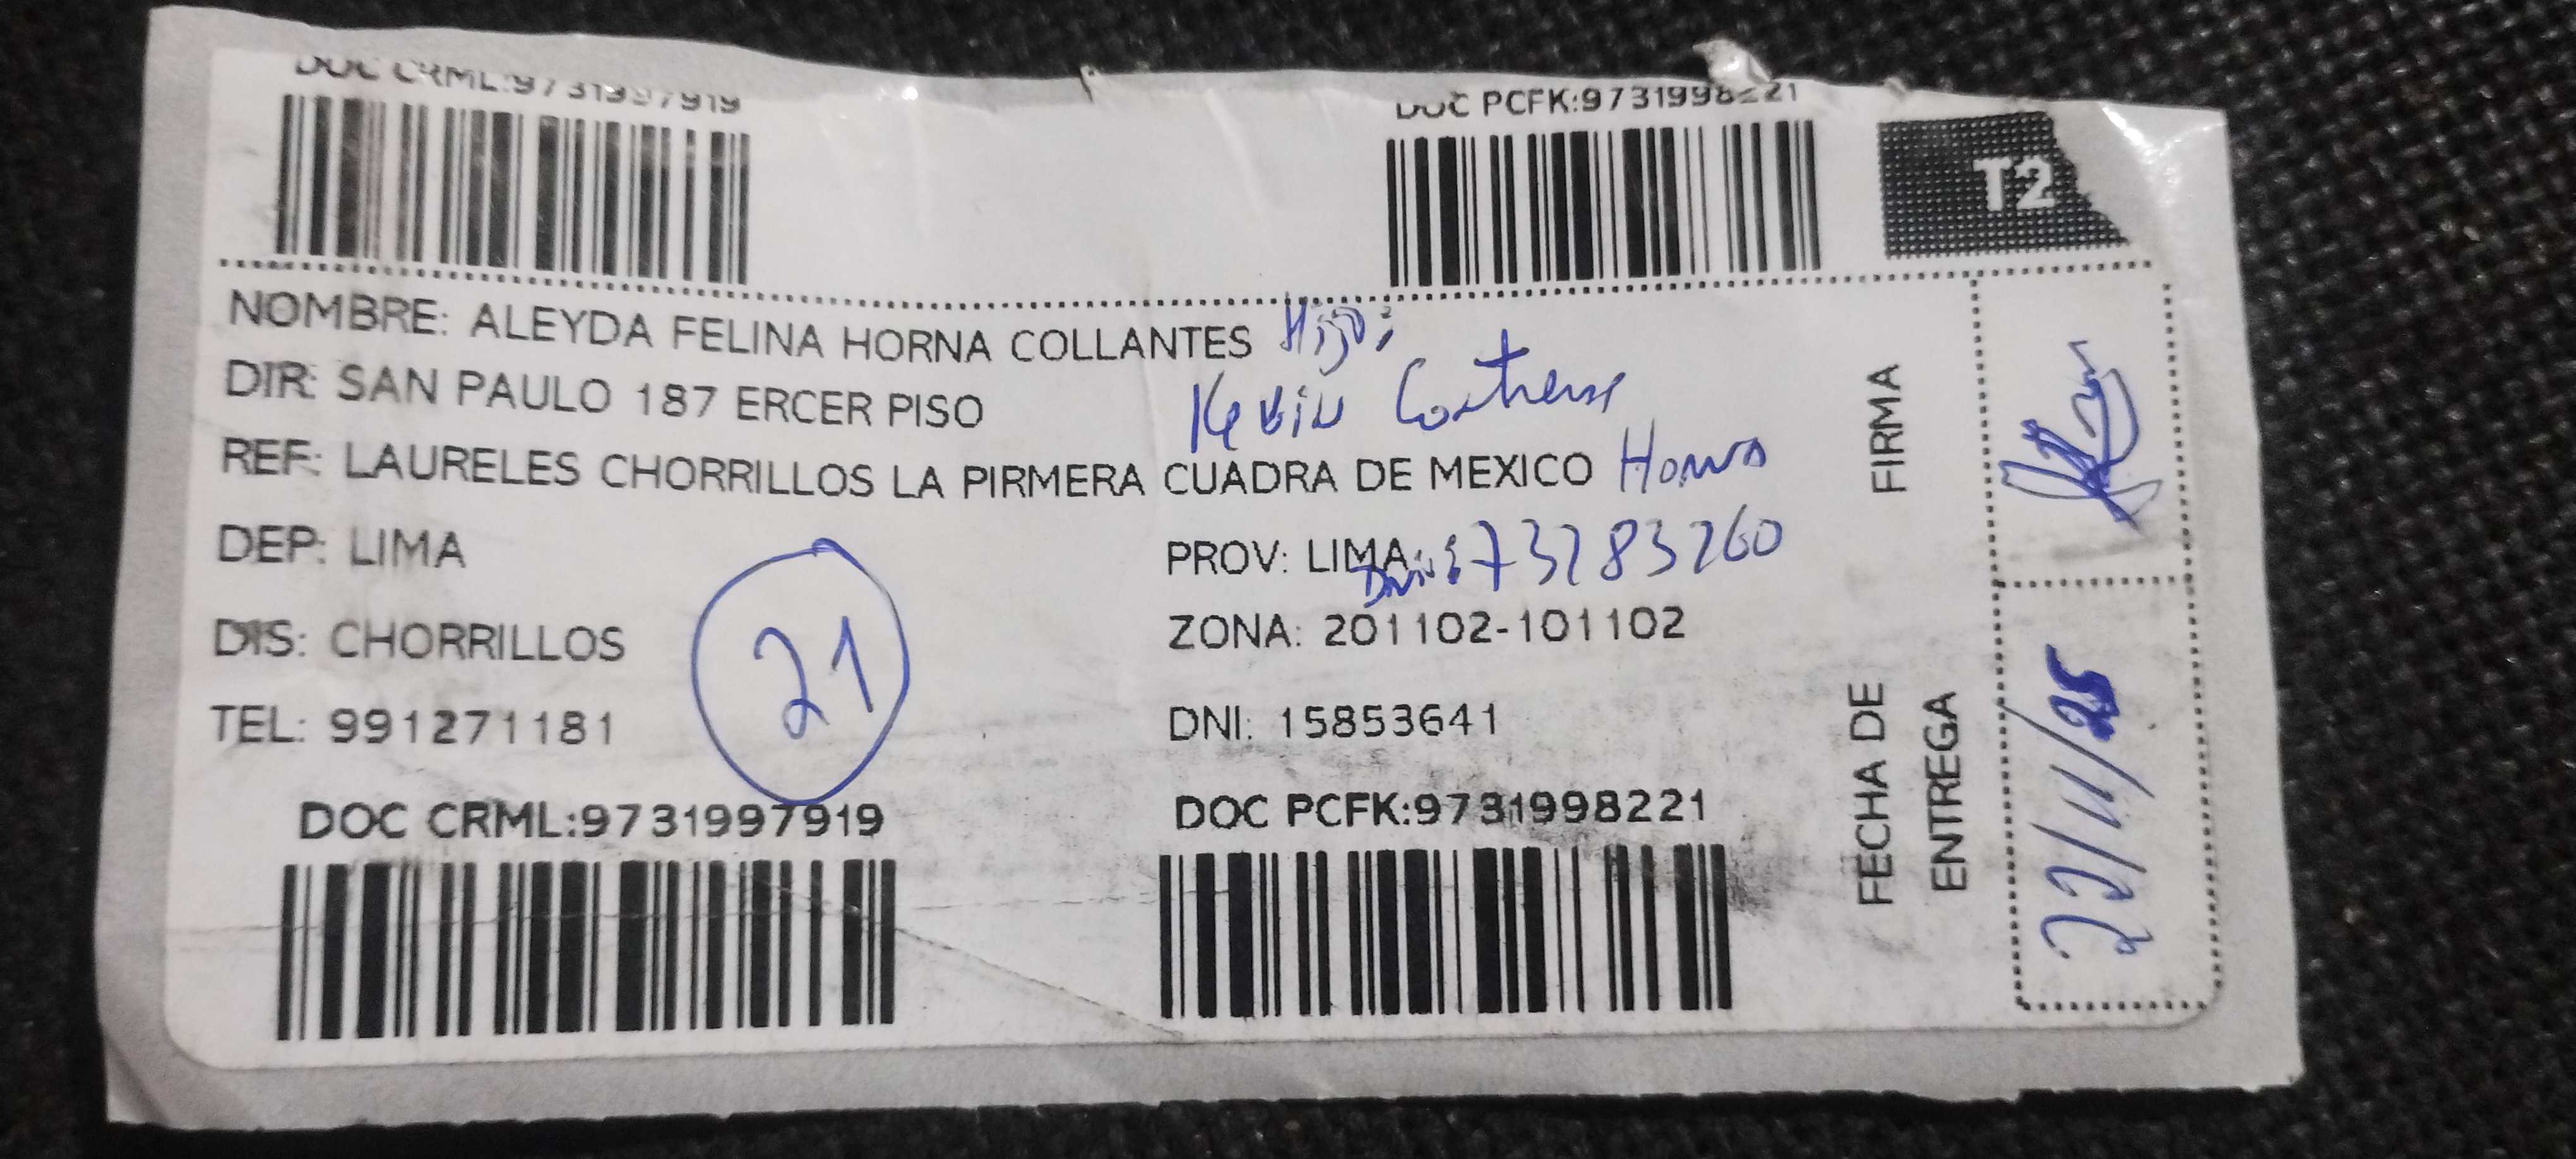 DOC CRML:9731997919
DOC PCFK:9731998221
T2
NOMBRE: ALEYDA FELINA HORNA COLLANTES Hijo:
DIR: SAN PAULO 187 ERCER PISO
Kevin Contreras
REF: LAURELES CHORRILLOS LA PIRMERA CUADRA DE MEXICO Horna
DEP: LIMA
PROV: LIMA DNI: 73283260
DIS: CHORRILLOS
21
ZONA: 201102-101102
TEL: 991271181
DNI: 15853641
DOC CRML:9731997919
DOC PCFK:9731998221
FIRMA
FECHA DE
ENTREGA
22/11/25